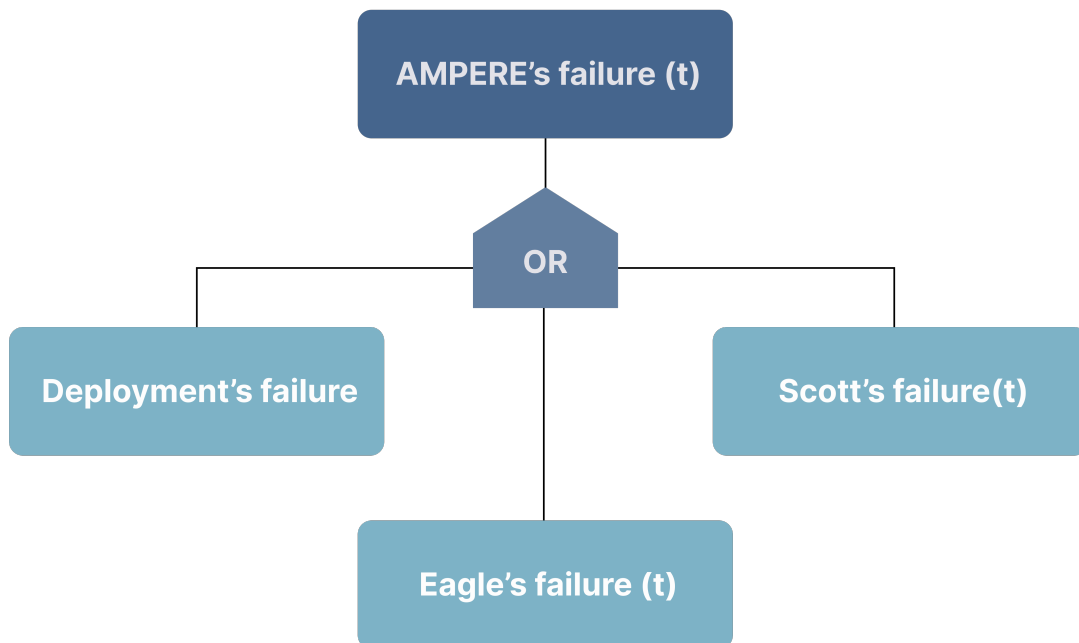 AMPERE’s failure (t)
OR
Deployment’s failure
Scott’s failure(t)
Eagle’s failure (t)